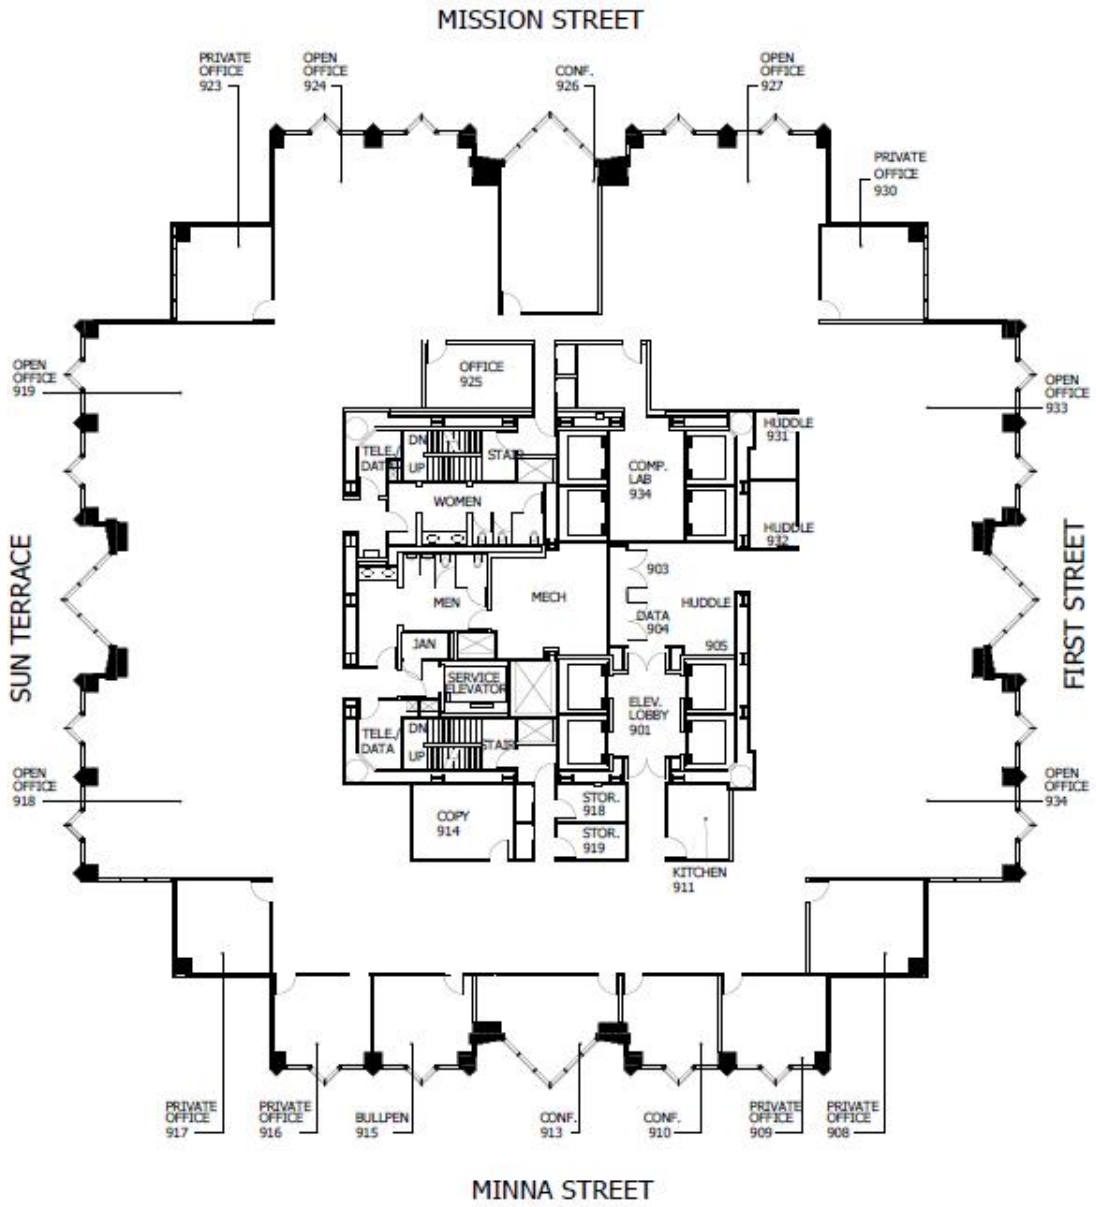 MISSION STREET
PRIVATE
OFFICE
923
OPEN
OFFICE
924
CONF.
926
OPEN
OFFICE
927
PRIVATE
OFFICE
930
OPEN
OFFICE
919
OFFICE
925
OPEN
OFFICE
933
HUDDLE
931
TELE./
DATA
DN
UP
STAIR
COMP.
LAB
934
WOMEN
HUDDLE
932
SUN TERRACE
FIRST STREET
903
MECH
MEN
HUDDLE
DATA
904
905
JAN
SERVICE
ELEVATOR
ELEV.
LOBBY
901
TELE./
DATA
DN
UP
STAIR
OPEN
OFFICE
918
OPEN
OFFICE
934
COPY
914
STOR.
918
STOR.
919
KITCHEN
911
PRIVATE
OFFICE
917
PRIVATE
OFFICE
916
BULLPEN
915
CONF.
913
CONF.
910
PRIVATE
OFFICE
909
PRIVATE
OFFICE
908
MINNA STREET